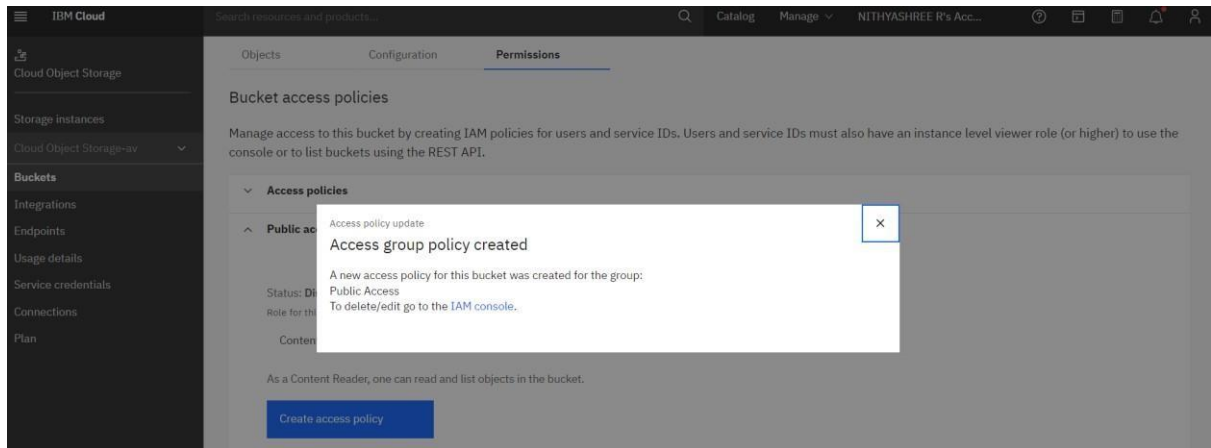 IBM Cloud
Search resources and products...
Catalog
Manage
NITHYASHREE R's Acc...
Cloud Object Storage
Storage instances
Cloud Object Storage-av
Buckets
Integrations
Endpoints
Usage details
Service credentials
Connections
Plan
Objects
Configuration
Permissions
Bucket access policies
Manage access to this bucket by creating IAM policies for users and service IDs. Users and service IDs must also have an instance level viewer role (or higher) to use the
console or to list buckets using the REST API.
Access policies
Public ac
Status: Di
Role for thi
Conten
As a Content Reader, one can read and list objects in the bucket.
Create access policy
Access policy update
Access group policy created
A new access policy for this bucket was created for the group:
Public Access
To delete/edit go to the IAM console.